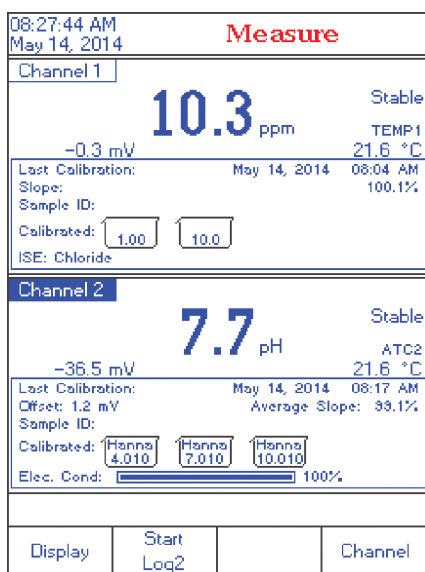 08:27:44 AM
May 14, 2014
Measure
Channel 1
10.3 ppm
Stable
TEMP1
-0.3 mV
21.6 °C
Last Calibration: May 14, 2014 08:04 AM
Slope: 100.1%
Sample ID:
Calibrated: 1.00 10.0
ISE: Chloride
Channel 2
7.7 pH
Stable
ATC2
-36.5 mV
21.6 °C
Last Calibration: May 14, 2014 08:17 AM
Offset: 1.2 mV Average Slope: 99.1%
Sample ID:
Calibrated: Hanna 4.010 Hanna 7.010 Hanna 10.010
Elec. Cond: 100%
Display
Start Log2
Channel